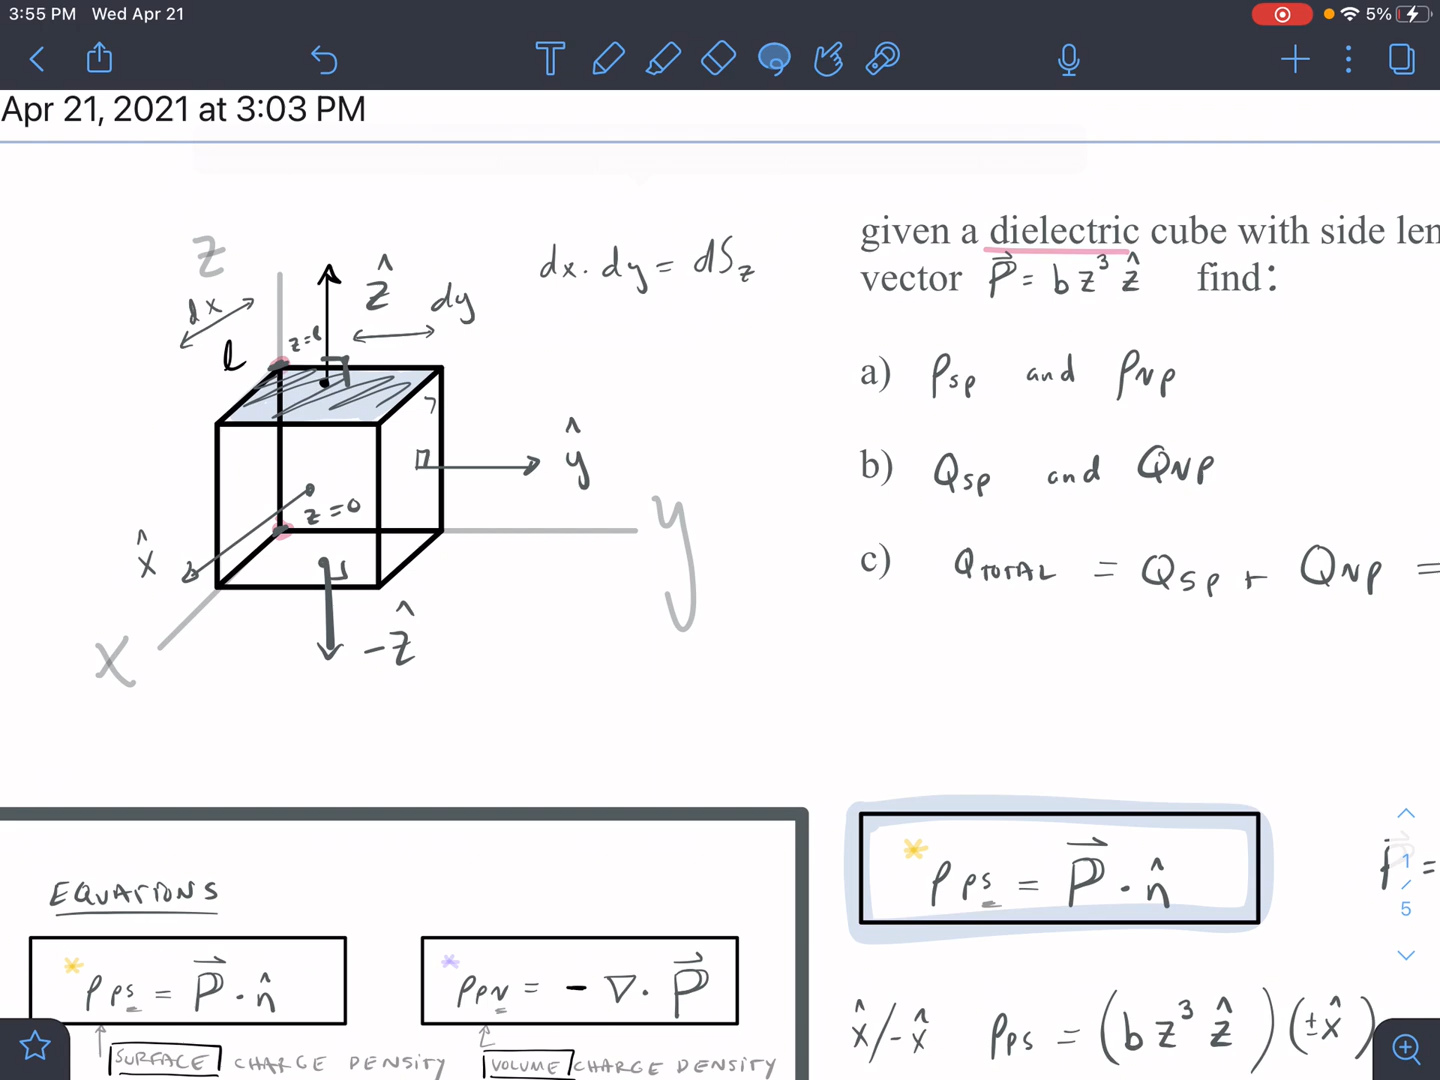 3:55 PM Wed Apr 21
5%
T
Apr 21, 2021 at 3:03 PM
z
dx
l
z=l
ẑ
dy
dx · dy = dS_z
ŷ
z=0
x̂
-ẑ
y
x
given a dielectric cube with side len
vector P⃗ = b z³ ẑ find:
a) ρsp and ρvp
b) Qsp and Qvp
c) QTOTAL = Qsp + Qvp =
EQUATIONS
* ρps = P⃗ · n̂
SURFACE CHARGE DENSITY
* ρpv = - ∇ · P⃗
VOLUME CHARGE DENSITY
* ρps = P⃗ · n̂
P⃗ =
1
/
5
x̂/-x̂ ρps = (b z³ ẑ)(±x̂)